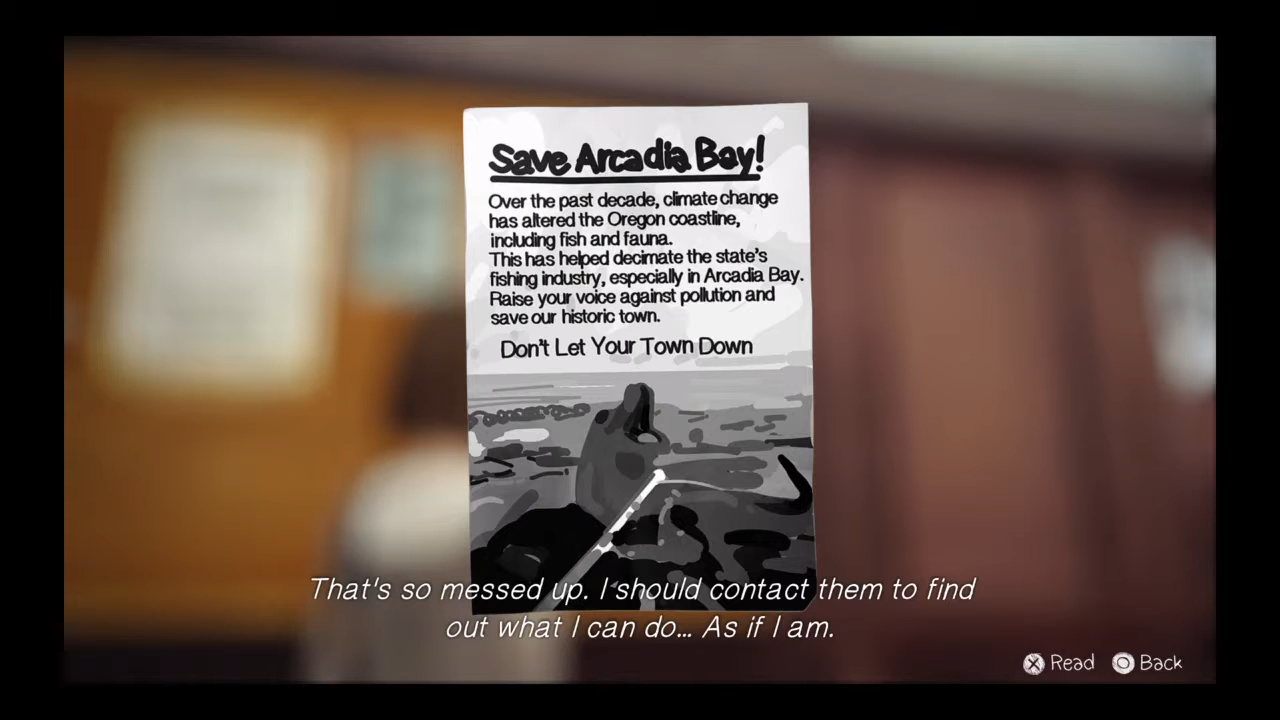 Save Arcadia Bay!
Over the past decade, climate change
has altered the Oregon coastline,
including fish and fauna.
This has helped decimate the state's
fishing industry, especially in Arcadia Bay.
Raise your voice against pollution and
save our historic town.
Don't Let Your Town Down
That's so messed up. I should contact them to find
out what I can do... As if I am.
Read Back